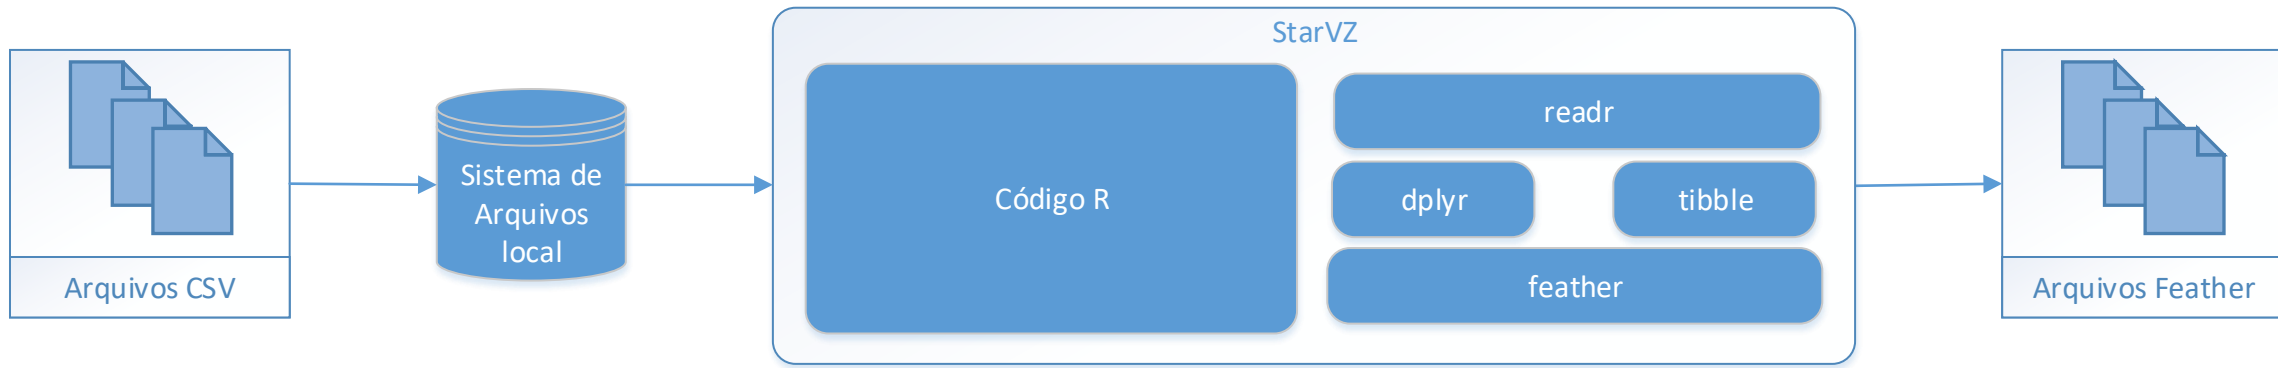 Arquivos CSV
Sistema de
Arquivos
local
StarVZ
Código R
readr
dplyr
tibble
feather
Arquivos Feather